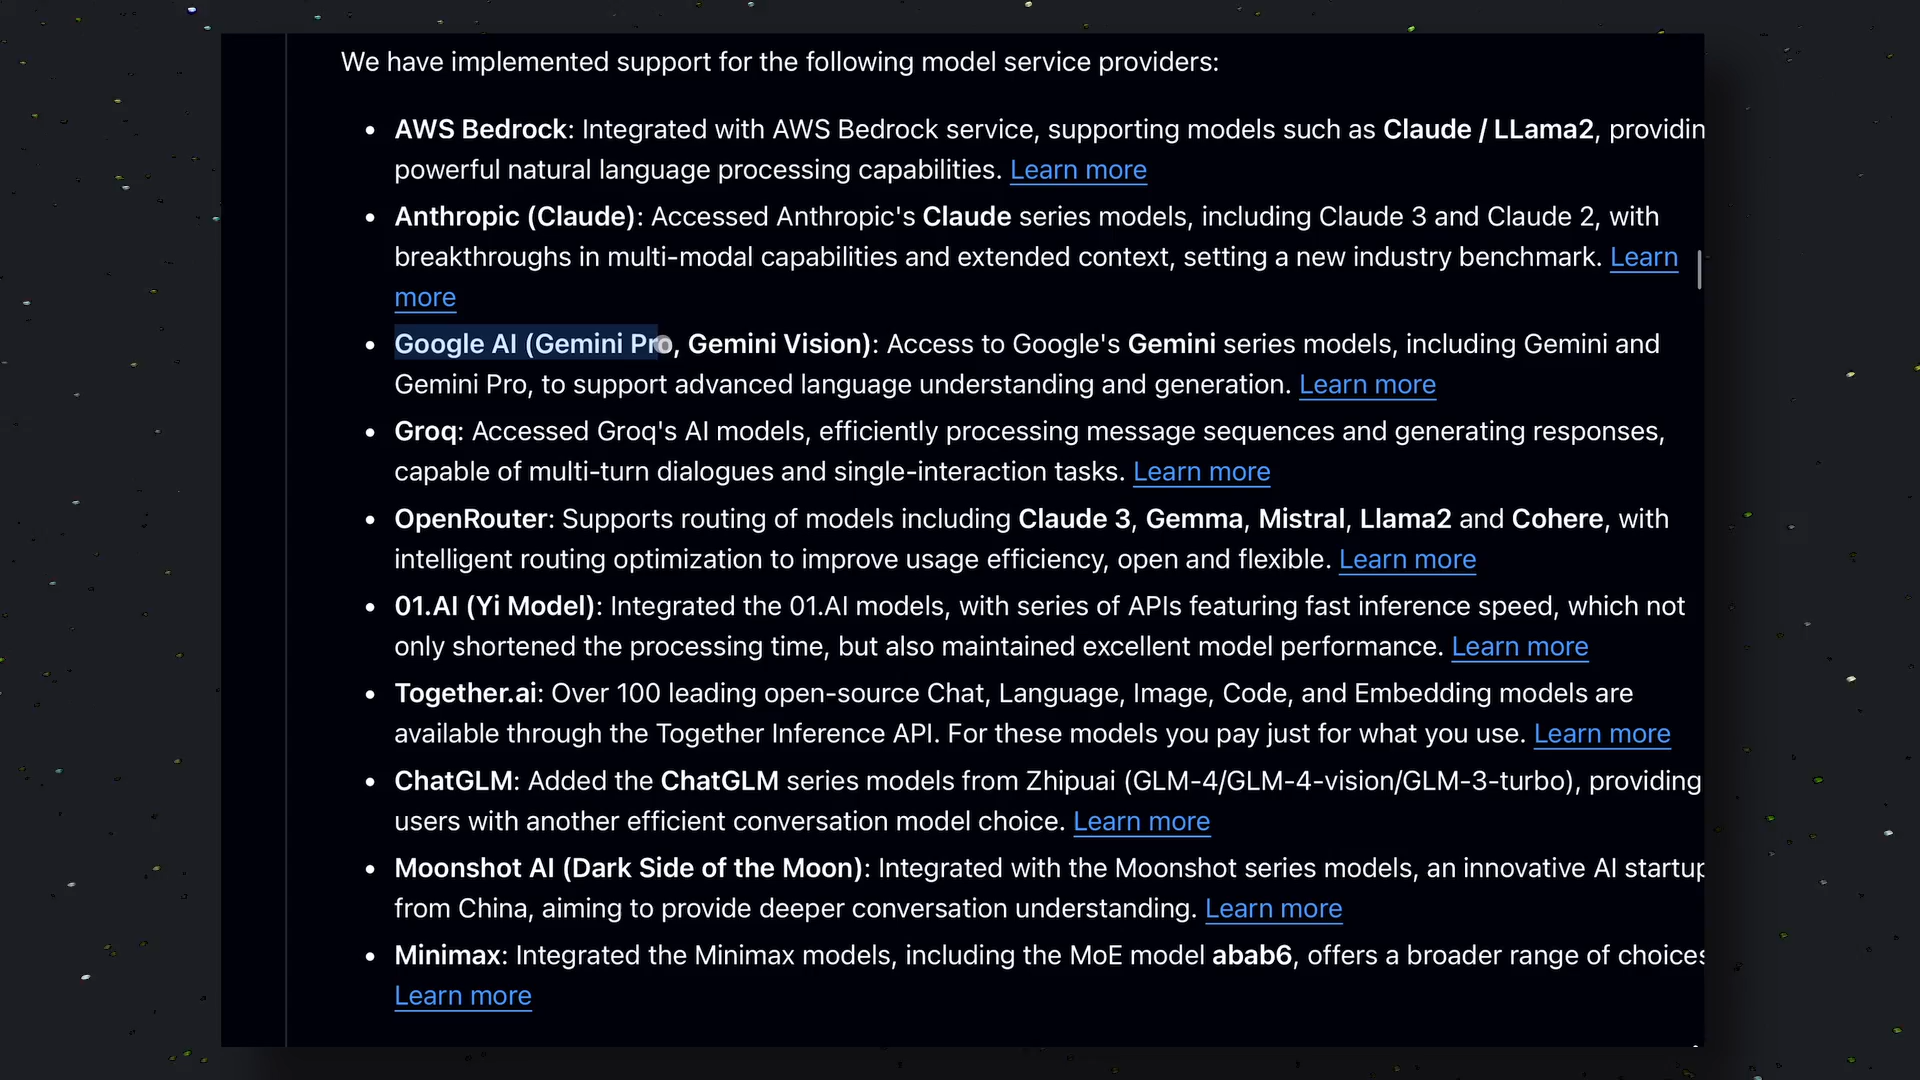 We have implemented support for the following model service providers:
• AWS Bedrock: Integrated with AWS Bedrock service, supporting models such as Claude / LLama2, providin
powerful natural language processing capabilities. Learn more
• Anthropic (Claude): Accessed Anthropic's Claude series models, including Claude 3 and Claude 2, with
breakthroughs in multi-modal capabilities and extended context, setting a new industry benchmark. Learn
more
• Google AI (Gemini Pro, Gemini Vision): Access to Google's Gemini series models, including Gemini and
Gemini Pro, to support advanced language understanding and generation. Learn more
• Groq: Accessed Groq's AI models, efficiently processing message sequences and generating responses,
capable of multi-turn dialogues and single-interaction tasks. Learn more
• OpenRouter: Supports routing of models including Claude 3, Gemma, Mistral, Llama2 and Cohere, with
intelligent routing optimization to improve usage efficiency, open and flexible. Learn more
• 01.AI (Yi Model): Integrated the 01.AI models, with series of APIs featuring fast inference speed, which not
only shortened the processing time, but also maintained excellent model performance. Learn more
• Together.ai: Over 100 leading open-source Chat, Language, Image, Code, and Embedding models are
available through the Together Inference API. For these models you pay just for what you use. Learn more
• ChatGLM: Added the ChatGLM series models from Zhipuai (GLM-4/GLM-4-vision/GLM-3-turbo), providing
users with another efficient conversation model choice. Learn more
• Moonshot AI (Dark Side of the Moon): Integrated with the Moonshot series models, an innovative AI startup
from China, aiming to provide deeper conversation understanding. Learn more
• Minimax: Integrated the Minimax models, including the MoE model abab6, offers a broader range of choices
Learn more